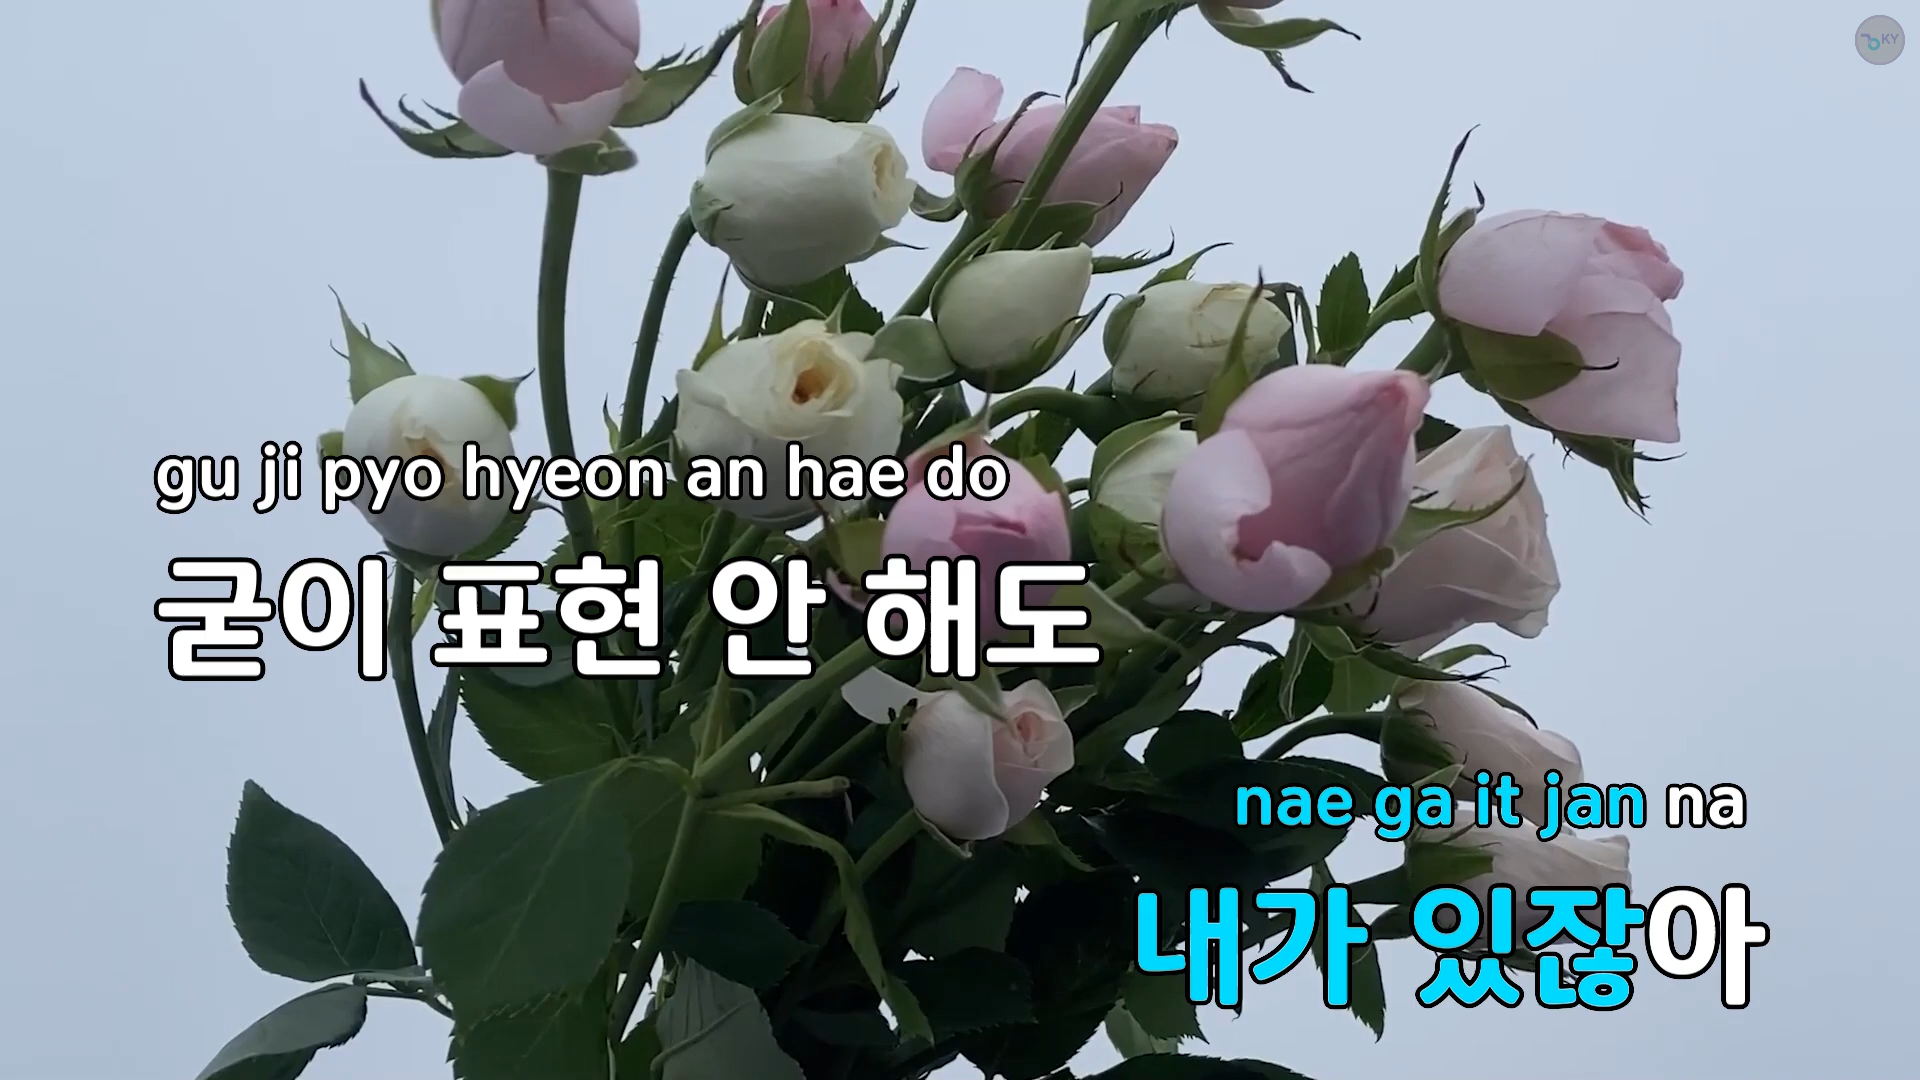 KY
gu ji pyo hyeon an hae do
굳이 표현 안 해도
nae ga it jan na
내가 있잖아